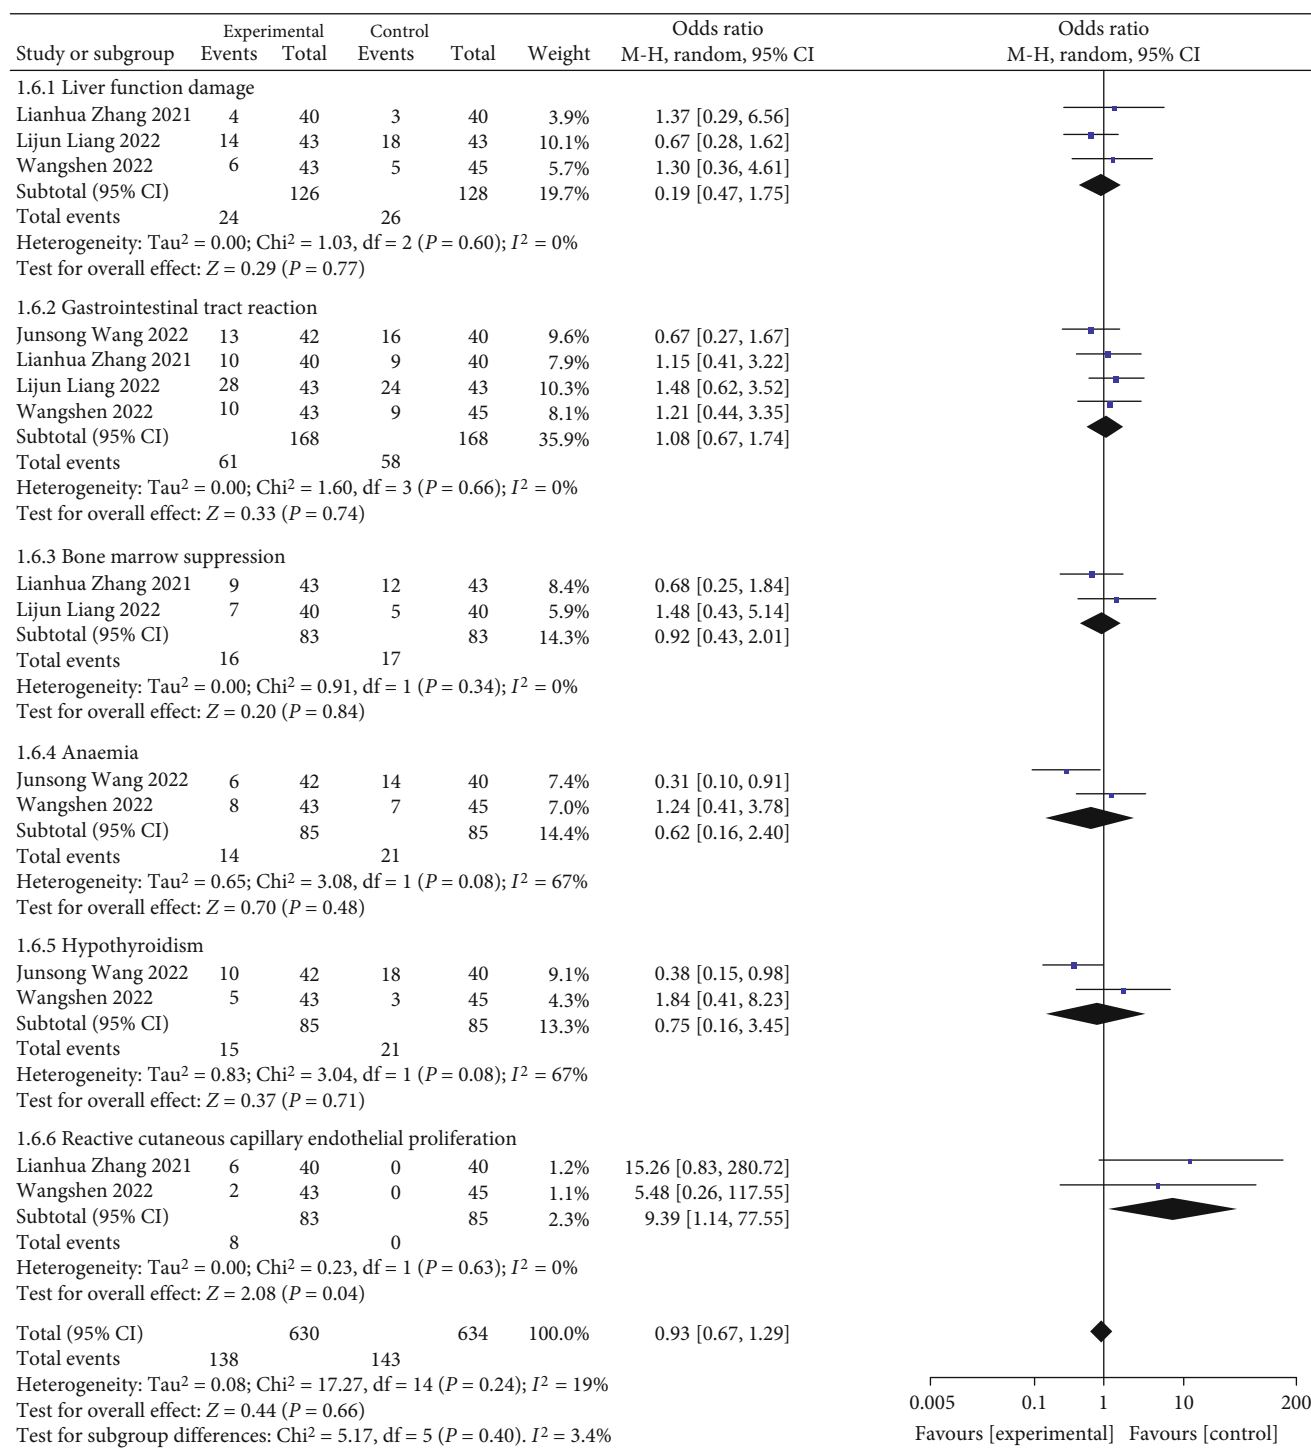 Experimental Control Odds ratio Odds ratio
Study or subgroup Events Total Events Total Weight M-H, random, 95% CI M-H, random, 95% CI
1.6.1 Liver function damage
Lianhua Zhang 2021 4 40 3 40 3.9% 1.37 [0.29, 6.56]
Lijun Liang 2022 14 43 18 43 10.1% 0.67 [0.28, 1.62]
Wangshen 2022 6 43 5 45 5.7% 1.30 [0.36, 4.61]
Subtotal (95% CI) 126 128 19.7% 0.19 [0.47, 1.75]
Total events 24 26
Heterogeneity: Tau² = 0.00; Chi² = 1.03, df = 2 (P = 0.60); I² = 0%
Test for overall effect: Z = 0.29 (P = 0.77)
1.6.2 Gastrointestinal tract reaction
Junsong Wang 2022 13 42 16 40 9.6% 0.67 [0.27, 1.67]
Lianhua Zhang 2021 10 40 9 40 7.9% 1.15 [0.41, 3.22]
Lijun Liang 2022 28 43 24 43 10.3% 1.48 [0.62, 3.52]
Wangshen 2022 10 43 9 45 8.1% 1.21 [0.44, 3.35]
Subtotal (95% CI) 168 168 35.9% 1.08 [0.67, 1.74]
Total events 61 58
Heterogeneity: Tau² = 0.00; Chi² = 1.60, df = 3 (P = 0.66); I² = 0%
Test for overall effect: Z = 0.33 (P = 0.74)
1.6.3 Bone marrow suppression
Lianhua Zhang 2021 9 43 12 43 8.4% 0.68 [0.25, 1.84]
Lijun Liang 2022 7 40 5 40 5.9% 1.48 [0.43, 5.14]
Subtotal (95% CI) 83 83 14.3% 0.92 [0.43, 2.01]
Total events 16 17
Heterogeneity: Tau² = 0.00; Chi² = 0.91, df = 1 (P = 0.34); I² = 0%
Test for overall effect: Z = 0.20 (P = 0.84)
1.6.4 Anaemia
Junsong Wang 2022 6 42 14 40 7.4% 0.31 [0.10, 0.91]
Wangshen 2022 8 43 7 45 7.0% 1.24 [0.41, 3.78]
Subtotal (95% CI) 85 85 14.4% 0.62 [0.16, 2.40]
Total events 14 21
Heterogeneity: Tau² = 0.65; Chi² = 3.08, df = 1 (P = 0.08); I² = 67%
Test for overall effect: Z = 0.70 (P = 0.48)
1.6.5 Hypothyroidism
Junsong Wang 2022 10 42 18 40 9.1% 0.38 [0.15, 0.98]
Wangshen 2022 5 43 3 45 4.3% 1.84 [0.41, 8.23]
Subtotal (95% CI) 85 85 13.3% 0.75 [0.16, 3.45]
Total events 15 21
Heterogeneity: Tau² = 0.83; Chi² = 3.04, df = 1 (P = 0.08); I² = 67%
Test for overall effect: Z = 0.37 (P = 0.71)
1.6.6 Reactive cutaneous capillary endothelial proliferation
Lianhua Zhang 2021 6 40 0 40 1.2% 15.26 [0.83, 280.72]
Wangshen 2022 2 43 0 45 1.1% 5.48 [0.26, 117.55]
Subtotal (95% CI) 83 85 2.3% 9.39 [1.14, 77.55]
Total events 8 0
Heterogeneity: Tau² = 0.00; Chi² = 0.23, df = 1 (P = 0.63); I² = 0%
Test for overall effect: Z = 2.08 (P = 0.04)
Total (95% CI) 630 634 100.0% 0.93 [0.67, 1.29]
Total events 138 143
Heterogeneity: Tau² = 0.08; Chi² = 17.27, df = 14 (P = 0.24); I² = 19%
Test for overall effect: Z = 0.44 (P = 0.66)
Test for subgroup differences: Chi² = 5.17, df = 5 (P = 0.40). I² = 3.4%
0.005 0.1 1 10 200
Favours [experimental] Favours [control]